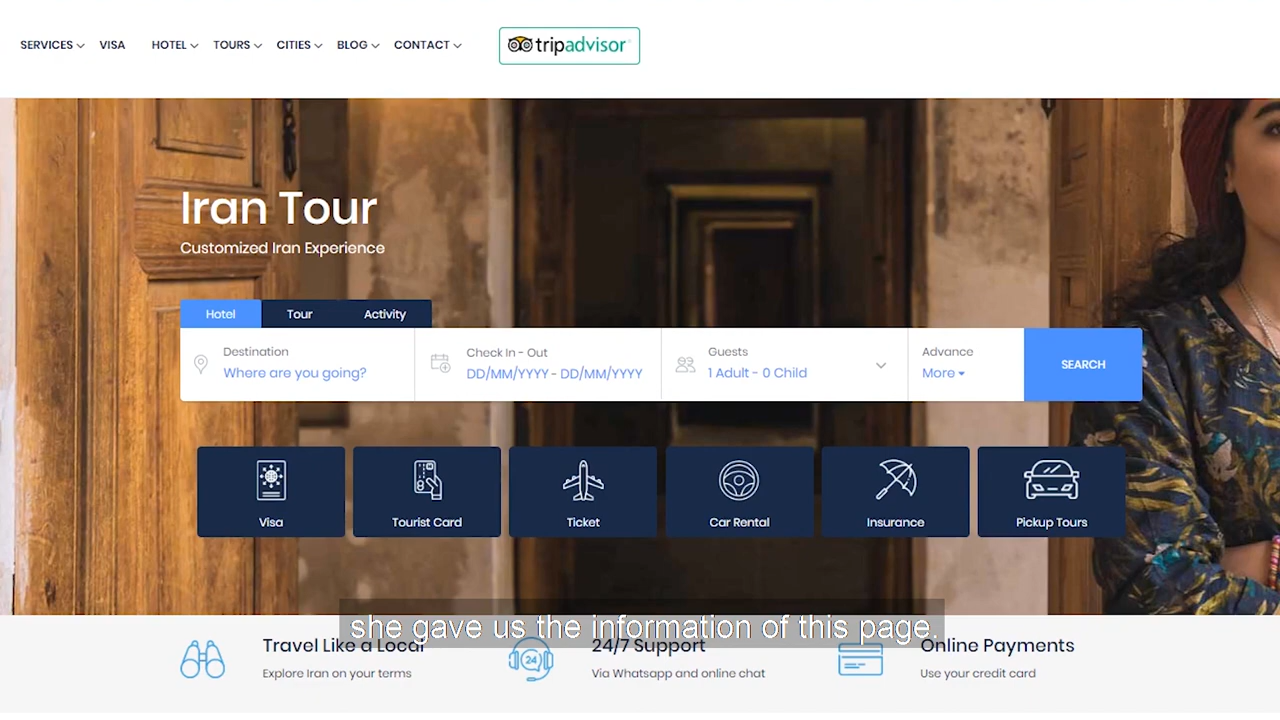 SERVICES VISA HOTEL TOURS CITIES BLOG CONTACT tripadvisor
Iran Tour
Customized Iran Experience
Hotel Tour Activity
Destination Check In - Out Guests Advance
Where are you going? DD/MM/YYYY - DD/MM/YYYY 1 Adult - 0 Child More SEARCH
Visa Tourist Card Ticket Car Rental Insurance Pickup Tours
she gave us the information of this page.
Travel Like a Local 24/7 Support Online Payments
24
Explore Iran on your terms Via Whatsapp and online chat Use your credit card